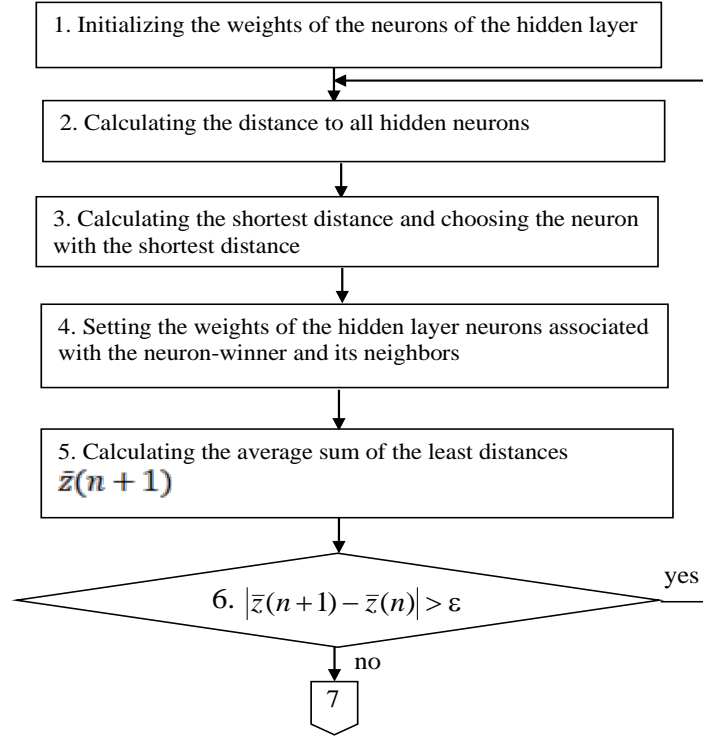 1. Initializing the weights of the neurons of the hidden layer
2. Calculating the distance to all hidden neurons
3. Calculating the shortest distance and choosing the neuron
with the shortest distance
4. Setting the weights of the hidden layer neurons associated
with the neuron-winner and its neighbors
5. Calculating the average sum of the least distances
z̄(n + 1)
6. |z̄(n+1) − z̄(n)| > ε
yes
no
7